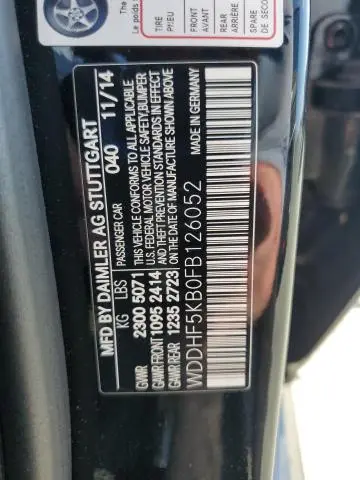 MFD BY DAIMLER AG STUTTGART
PASSENGER CAR 040 11/14
KG LBS THIS VEHICLE CONFORMS TO ALL APPLICABLE
GVWR 2300 5071 U.S. FEDERAL MOTOR VEHICLE SAFETY, BUMPER
GAWR FRONT 1095 2414 AND THEFT PREVENTION STANDARDS IN EFFECT
GAWR REAR 1235 2723 ON THE DATE OF MANUFACTURE SHOWN ABOVE
MADE IN GERMANY
WDDHF5KB0FB126052
The
Le poids
TIRE
PNEU
FRONT
AVANT
REAR
ARRIÈRE
SPARE
DE SECO